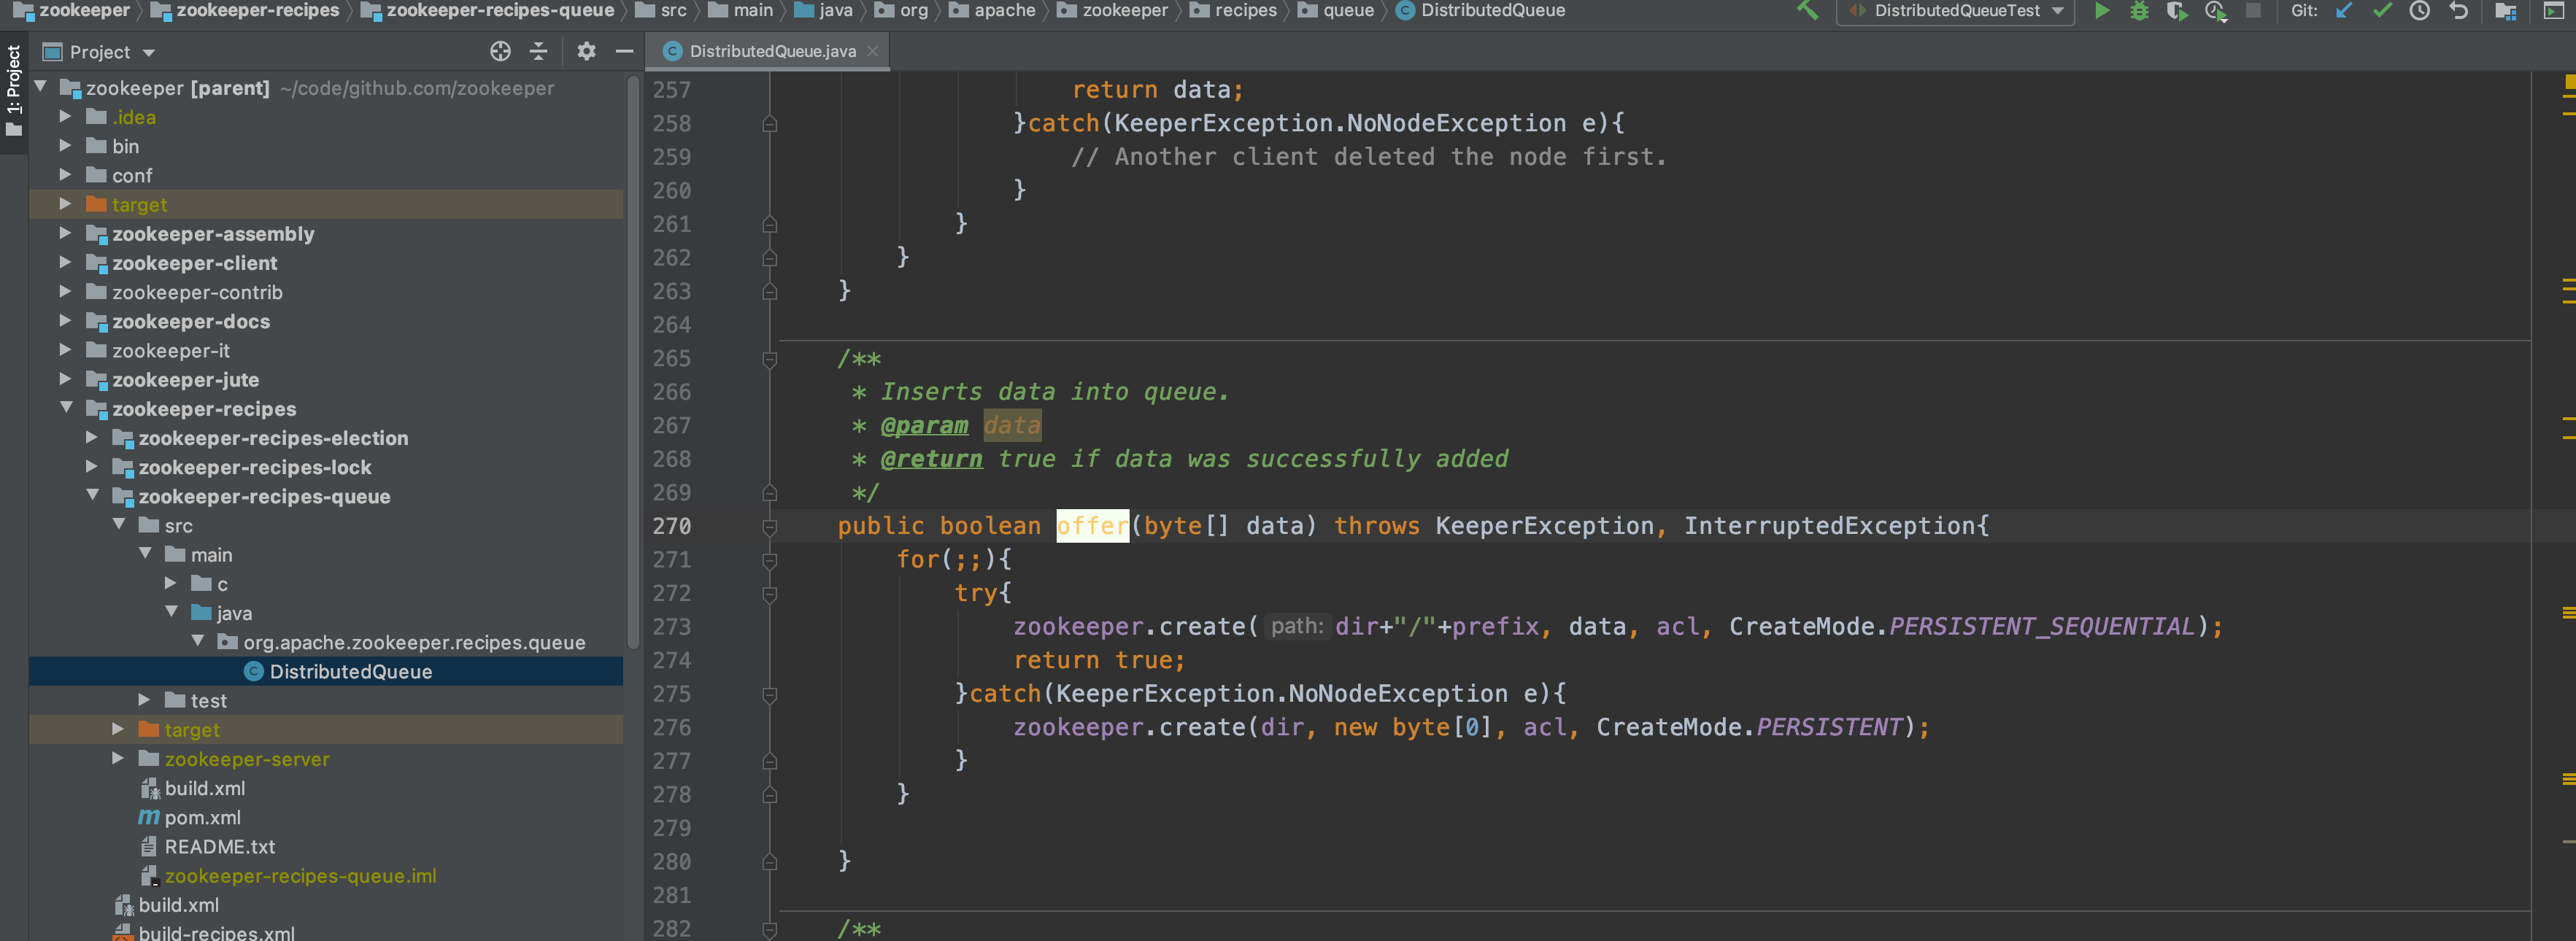 zookeeper zookeeper-recipes zookeeper-recipes-queue src main java org apache zookeeper recipes queue DistributedQueue DistributedQueueTest Git:
1: Project
Project
zookeeper [parent] ~/code/github.com/zookeeper
.idea
bin
conf
target
zookeeper-assembly
zookeeper-client
zookeeper-contrib
zookeeper-docs
zookeeper-it
zookeeper-jute
zookeeper-recipes
zookeeper-recipes-election
zookeeper-recipes-lock
zookeeper-recipes-queue
src
main
c
java
org.apache.zookeeper.recipes.queue
DistributedQueue
test
target
zookeeper-server
build.xml
pom.xml
README.txt
zookeeper-recipes-queue.iml
build.xml
build-recipes.xml
DistributedQueue.java
257 return data;
258 }catch(KeeperException.NoNodeException e){
259 // Another client deleted the node first.
260 }
261 }
262 }
263 }
264
265 /**
266 * Inserts data into queue.
267 * @param data
268 * @return true if data was successfully added
269 */
270 public boolean offer(byte[] data) throws KeeperException, InterruptedException{
271 for(;;){
272 try{
273 zookeeper.create( path: dir+"/"+prefix, data, acl, CreateMode.PERSISTENT_SEQUENTIAL);
274 return true;
275 }catch(KeeperException.NoNodeException e){
276 zookeeper.create(dir, new byte[0], acl, CreateMode.PERSISTENT);
277 }
278 }
279
280 }
281
282 /**